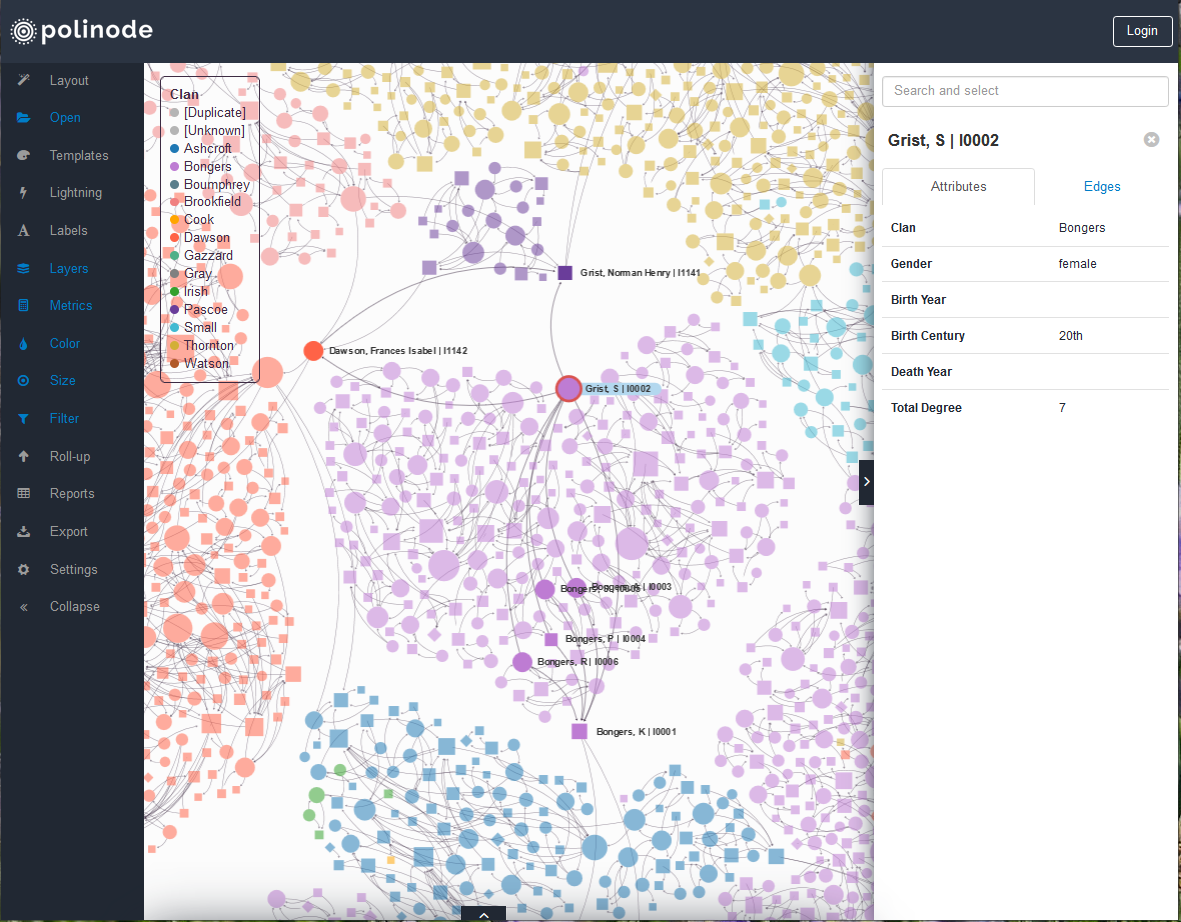 polinode
Login
Layout
Open
Templates
Lightning
Labels
Layers
Metrics
Color
Size
Filter
Roll-up
Reports
Export
Settings
Collapse
Clan
[Duplicate]
[Unknown]
Ashcroft
Bongers
Boumphrey
Brookfield
Cook
Dawson
Gazzard
Gray
Irish
Pascoe
Small
Thornton
Watson
Grist, Norman Henry | I1141
Dawson, Frances Isabel | I1142
Grist, S | I0002
Bongers, | I0003
Bongers, P | I0004
Bongers, R | I0006
Bongers, K | I0001
Search and select
Grist, S | I0002
Attributes Edges
Clan Bongers
Gender female
Birth Year
Birth Century 20th
Death Year
Total Degree 7